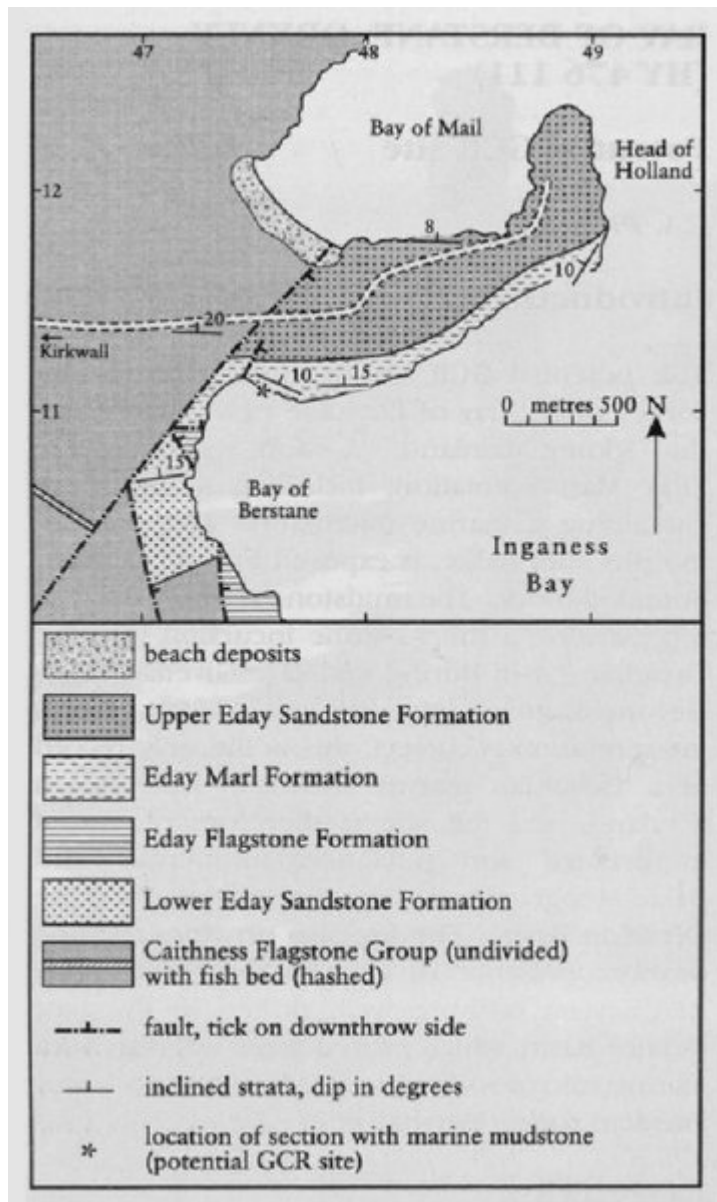 47
48
49
Bay of Mail
Head of
Holland
12
8
10
20
Kirkwall
10
15
11
0 metres 500
N
15
Bay of
Berstane
Inganess
Bay
beach deposits
Upper Eday Sandstone Formation
Eday Marl Formation
Eday Flagstone Formation
Lower Eday Sandstone Formation
Caithness Flagstone Group (undivided)
with fish bed (hashed)
fault, tick on downthrow side
inclined strata, dip in degrees
* location of section with marine mudstone
(potential GCR site)